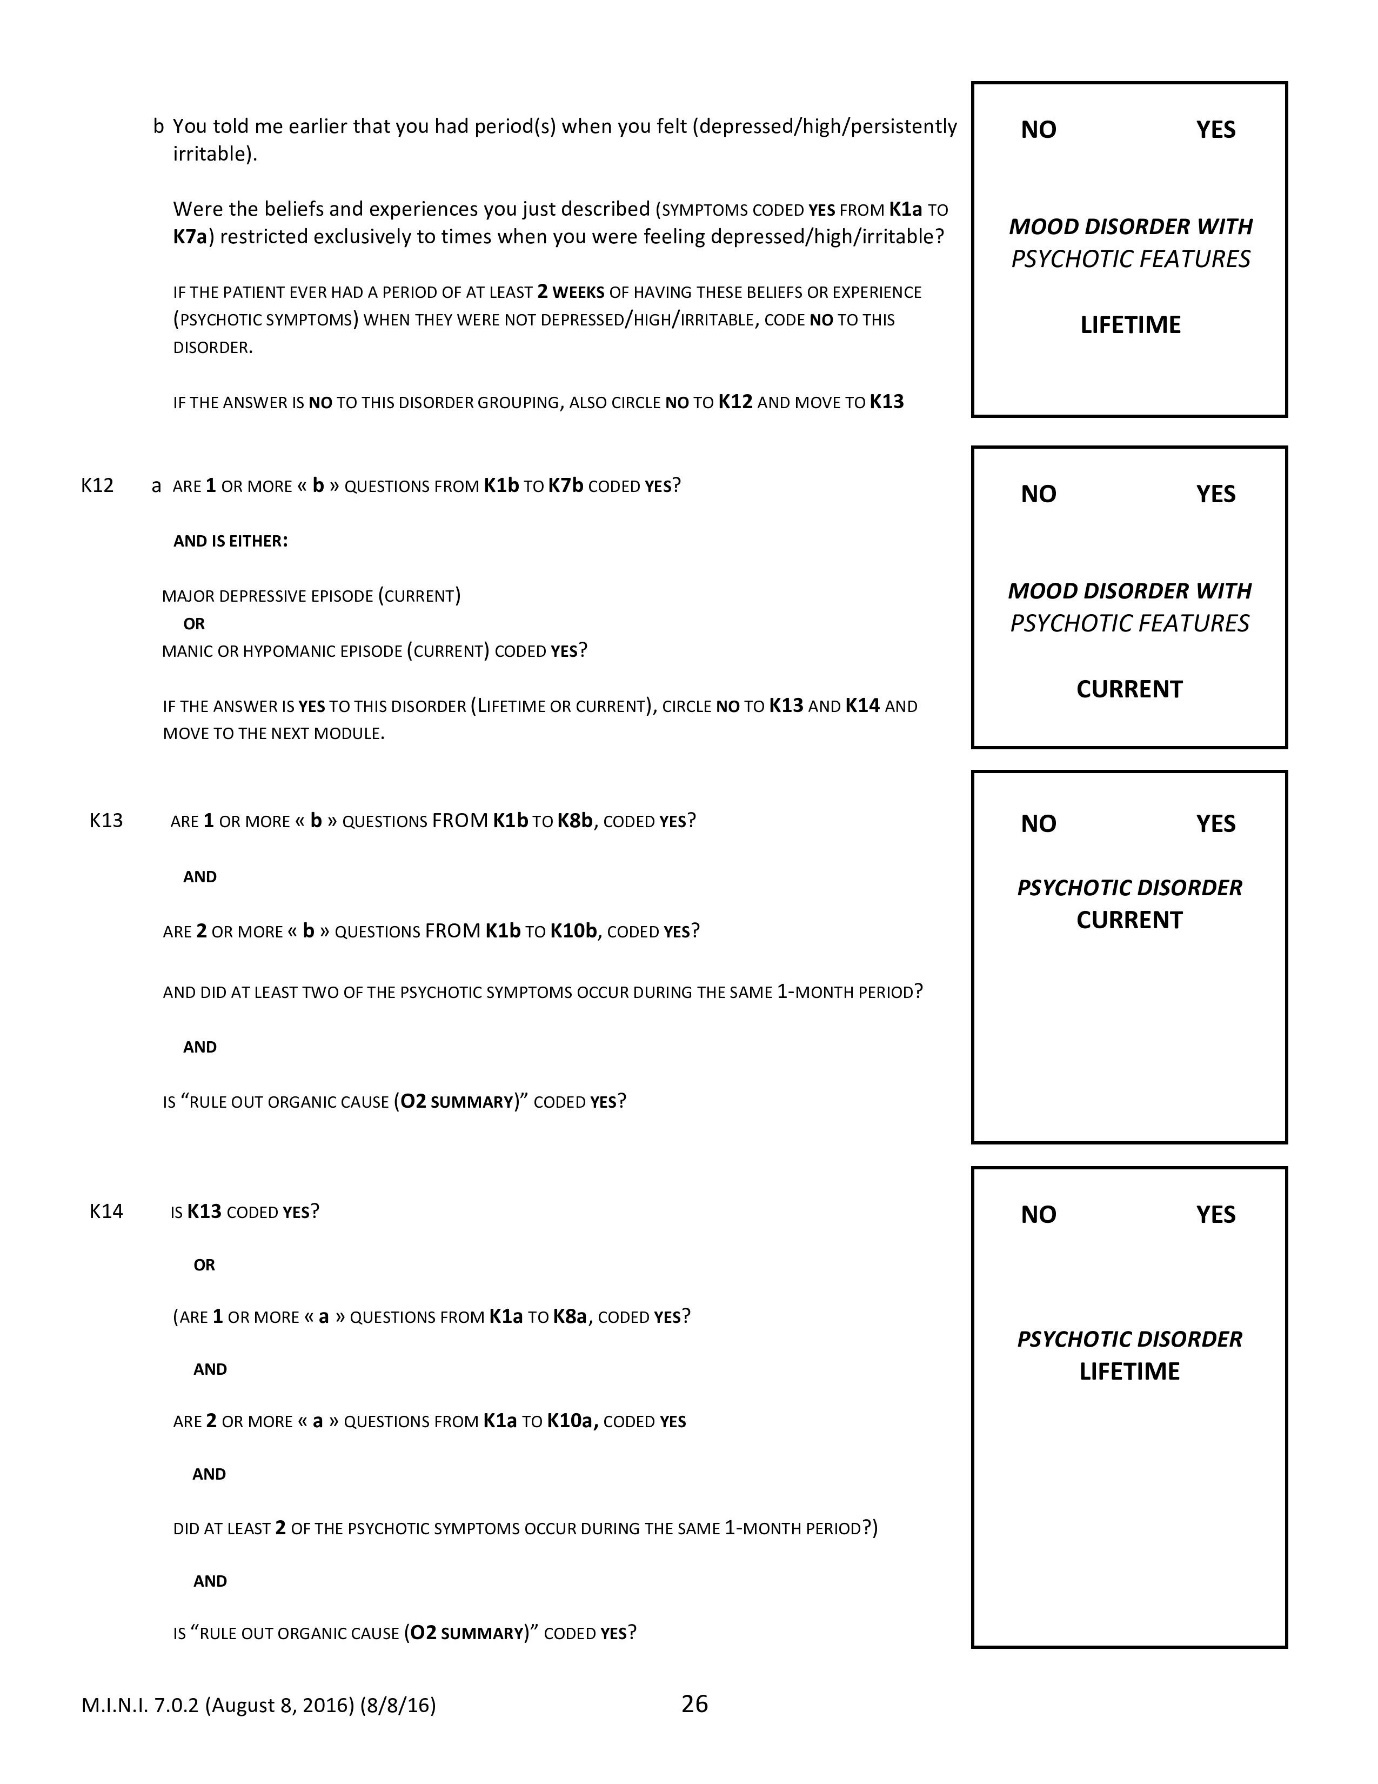 b You told me earlier that you had period(s) when you felt (depressed/high/persistently
irritable).
Were the beliefs and experiences you just described (SYMPTOMS CODED YES FROM K1a TO
K7a) restricted exclusively to times when you were feeling depressed/high/irritable?
IF THE PATIENT EVER HAD A PERIOD OF AT LEAST 2 WEEKS OF HAVING THESE BELIEFS OR EXPERIENCE
(PSYCHOTIC SYMPTOMS) WHEN THEY WERE NOT DEPRESSED/HIGH/IRRITABLE, CODE NO TO THIS
DISORDER.
IF THE ANSWER IS NO TO THIS DISORDER GROUPING, ALSO CIRCLE NO TO K12 AND MOVE TO K13
NO YES
MOOD DISORDER WITH
PSYCHOTIC FEATURES
LIFETIME
K12 a ARE 1 OR MORE « b » QUESTIONS FROM K1b TO K7b CODED YES?
AND IS EITHER:
MAJOR DEPRESSIVE EPISODE (CURRENT)
OR
MANIC OR HYPOMANIC EPISODE (CURRENT) CODED YES?
IF THE ANSWER IS YES TO THIS DISORDER (LIFETIME OR CURRENT), CIRCLE NO TO K13 AND K14 AND
MOVE TO THE NEXT MODULE.
NO YES
MOOD DISORDER WITH
PSYCHOTIC FEATURES
CURRENT
K13 ARE 1 OR MORE « b » QUESTIONS FROM K1b TO K8b, CODED YES?
AND
ARE 2 OR MORE « b » QUESTIONS FROM K1b TO K10b, CODED YES?
AND DID AT LEAST TWO OF THE PSYCHOTIC SYMPTOMS OCCUR DURING THE SAME 1-MONTH PERIOD?
AND
IS “RULE OUT ORGANIC CAUSE (O2 SUMMARY)” CODED YES?
NO YES
PSYCHOTIC DISORDER
CURRENT
K14 IS K13 CODED YES?
OR
(ARE 1 OR MORE « a » QUESTIONS FROM K1a TO K8a, CODED YES?
AND
ARE 2 OR MORE « a » QUESTIONS FROM K1a TO K10a, CODED YES
AND
DID AT LEAST 2 OF THE PSYCHOTIC SYMPTOMS OCCUR DURING THE SAME 1-MONTH PERIOD?)
AND
IS “RULE OUT ORGANIC CAUSE (O2 SUMMARY)” CODED YES?
NO YES
PSYCHOTIC DISORDER
LIFETIME
M.I.N.I. 7.0.2 (August 8, 2016) (8/8/16) 26